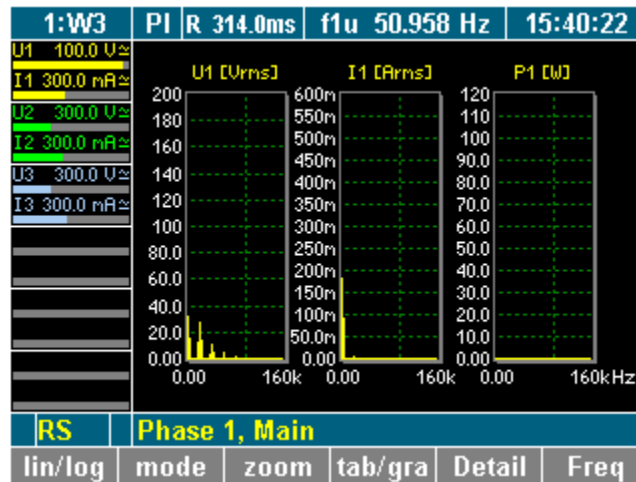 1:W3 PI R 314.0ms f1u 50.958 Hz 15:40:22
U1 100.0 V≃
I1 300.0 mA≃
U2 300.0 V≃
I2 300.0 mA≃
U3 300.0 V≃
I3 300.0 mA≃
U1 [Vrms] I1 [Arms] P1 [W]
200 600m 120
180 550m 110
160 500m 100
140 450m 90.0
120 400m 80.0
100 350m 70.0
80.0 300m 60.0
60.0 250m 50.0
40.0 200m 40.0
20.0 150m 30.0
0.00 100m 20.0
50.0m 10.0
0.00 0.00
0.00 160k 0.00 160k 0.00 160kHz
RS Phase 1, Main
lin/log mode zoom tab/gra Detail Freq